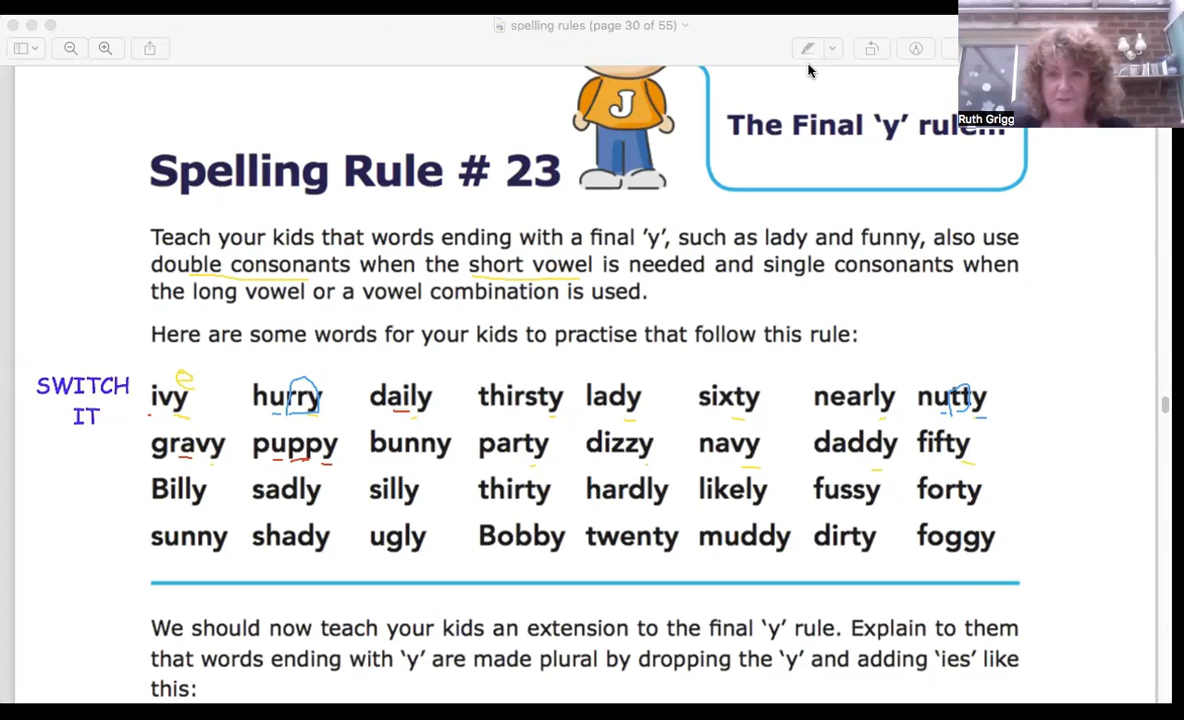 spelling rules (page 30 of 55)
Ruth Grigg
J
The Final ‘y’ rule...
Spelling Rule # 23
Teach your kids that words ending with a final ’y’, such as lady and funny, also use
double consonants when the short vowel is needed and single consonants when
the long vowel or a vowel combination is used.
Here are some words for your kids to practise that follow this rule:
SWITCH
IT
e
ivy hurry daily thirsty lady sixty nearly nutty
gravy puppy bunny party dizzy navy daddy fifty
Billy sadly silly thirty hardly likely fussy forty
sunny shady ugly Bobby twenty muddy dirty foggy
We should now teach your kids an extension to the final ‘y’ rule. Explain to them
that words ending with ‘y’ are made plural by dropping the ‘y’ and adding ‘ies’ like
this: